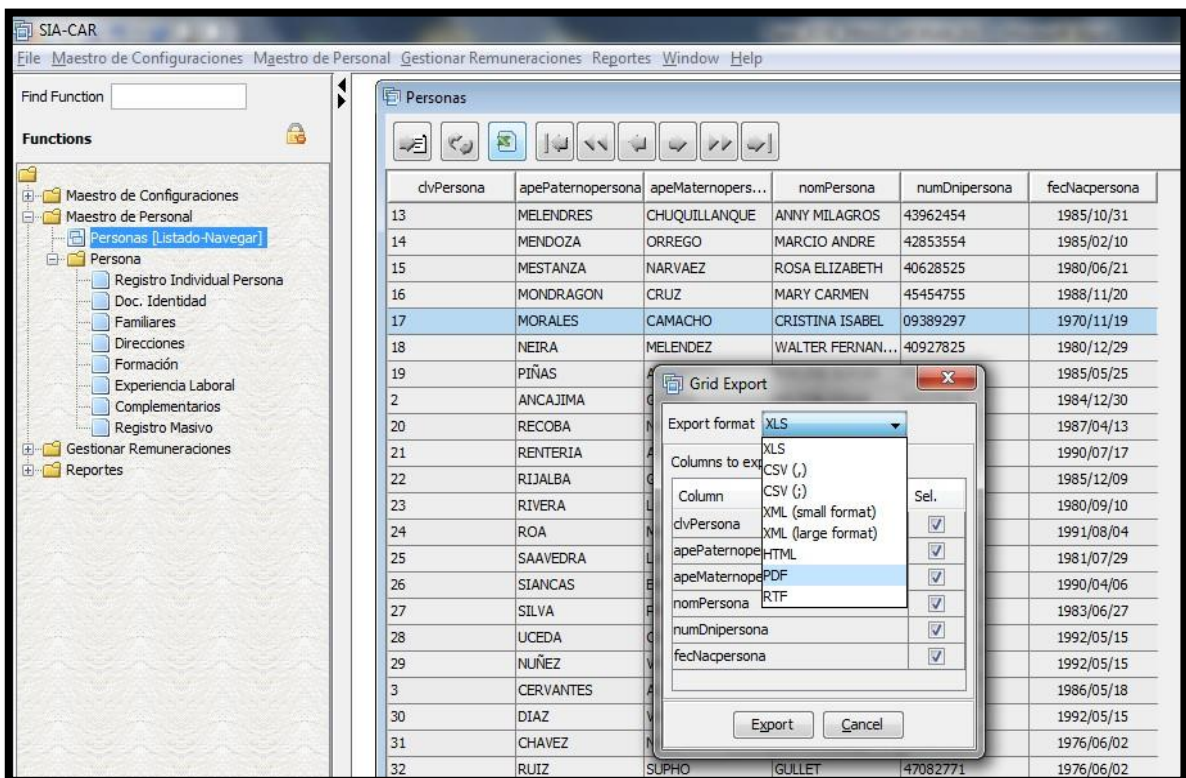 SIA-CAR
File Maestro de Configuraciones Maestro de Personal Gestionar Remuneraciones Reportes Window Help
Find Function
Functions
Maestro de Configuraciones
Maestro de Personal
Personas [Listado-Navegar]
Persona
Registro Individual Persona
Doc. Identidad
Familiares
Direcciones
Formación
Experiencia Laboral
Complementarios
Registro Masivo
Gestionar Remuneraciones
Reportes
Personas
clvPersona apePaternopersona apeMaternopers... nomPersona numDnipersona fecNacpersona
13 MELENDRES CHUQUILLANQUE ANNY MILAGROS 43962454 1985/10/31
14 MENDOZA ORREGO MARCIO ANDRE 42853554 1985/02/10
15 MESTANZA NARVAEZ ROSA ELIZABETH 40628525 1980/06/21
16 MONDRAGON CRUZ MARY CARMEN 45454755 1988/11/20
17 MORALES CAMACHO CRISTINA ISABEL 09389297 1970/11/19
18 NEIRA MELENDEZ WALTER FERNAN... 40927825 1980/12/29
19 PIÑAS 1985/05/25
2 ANCAJIMA 1984/12/30
20 RECOBA 1987/04/13
21 RENTERIA 1990/07/17
22 RIJALBA 1985/12/09
23 RIVERA 1980/09/10
24 ROA 1991/08/04
25 SAAVEDRA 1981/07/29
26 SIANCAS 1990/04/06
27 SILVA 1983/06/27
28 UCEDA 1992/05/15
29 NUÑEZ 1992/05/15
3 CERVANTES 1986/05/18
30 DIAZ 1992/05/15
31 CHAVEZ 1976/06/02
32 RUIZ SUPHO GULLET 47082771 1976/06/02
Grid Export
Export format XLS
XLS
CSV (,)
CSV (;)
XML (small format)
XML (large format)
HTML
PDF
RTF
Columns to exp
Column Sel.
clvPersona
apePaternope
apeMaternope
nomPersona
numDnipersona
fecNacpersona
Export Cancel